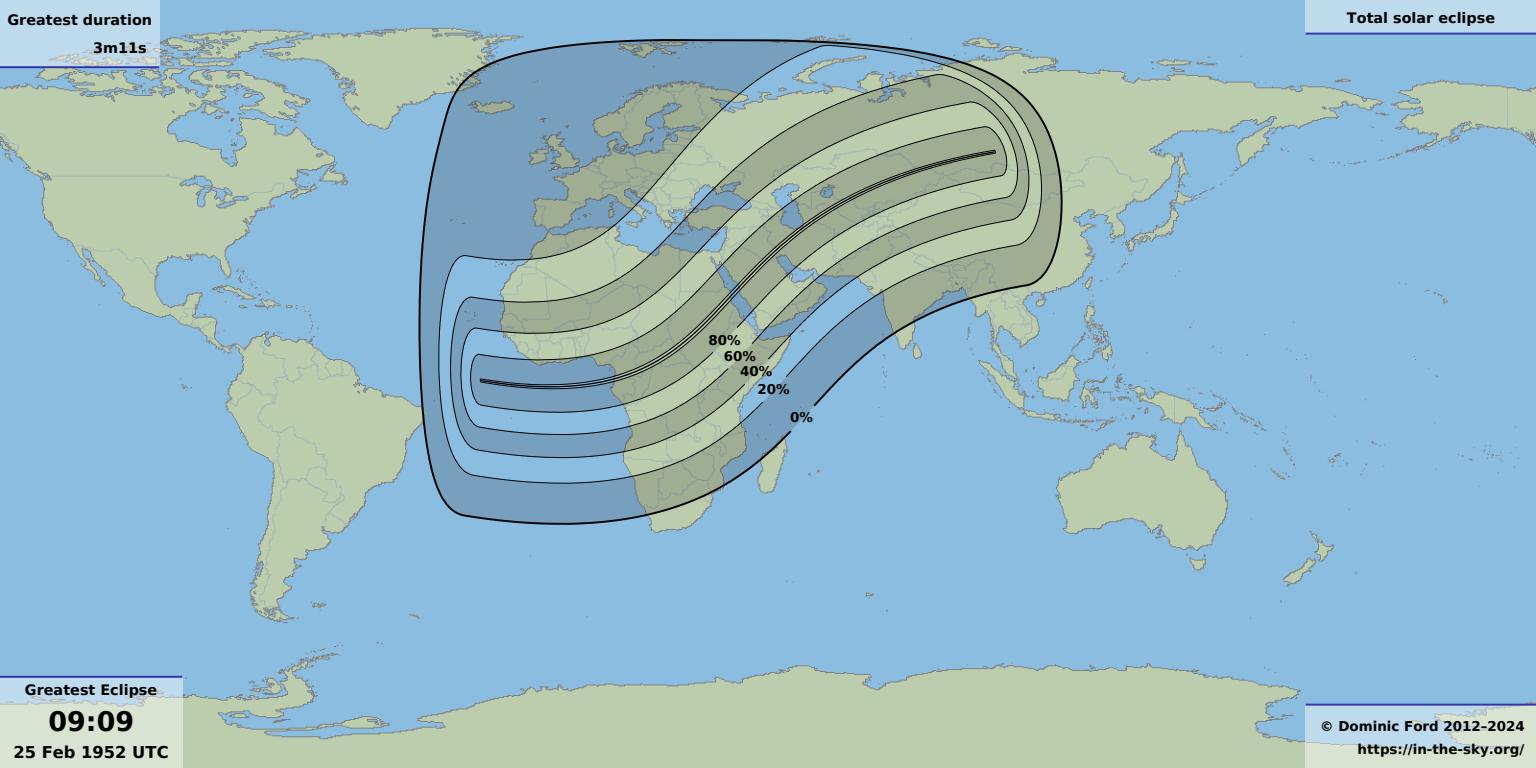 Greatest duration
3m11s
Total solar eclipse
80%
60%
40%
20%
0%
Greatest Eclipse
09:09
25 Feb 1952 UTC
© Dominic Ford 2012–2024
https://in-the-sky.org/